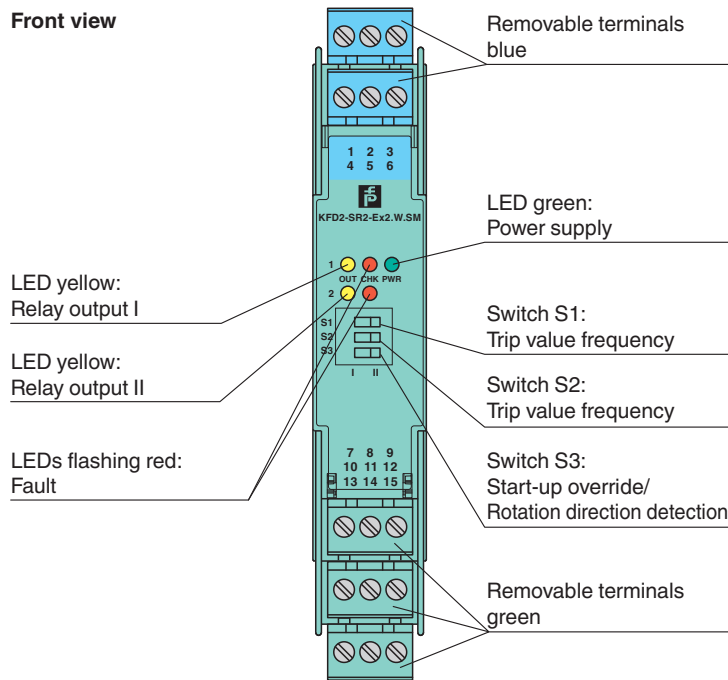 Front view
Removable terminals
blue
1 2 3
4 5 6
KFD2-SR2-Ex2.W.SM
LED green:
Power supply
1
OUT CHK PWR
2
LED yellow:
Relay output I
S1
S2
S3
I II
Switch S1:
Trip value frequency
LED yellow:
Relay output II
Switch S2:
Trip value frequency
LEDs flashing red:
Fault
7 8 9
10 11 12
13 14 15
Switch S3:
Start-up override/
Rotation direction detection
Removable terminals
green